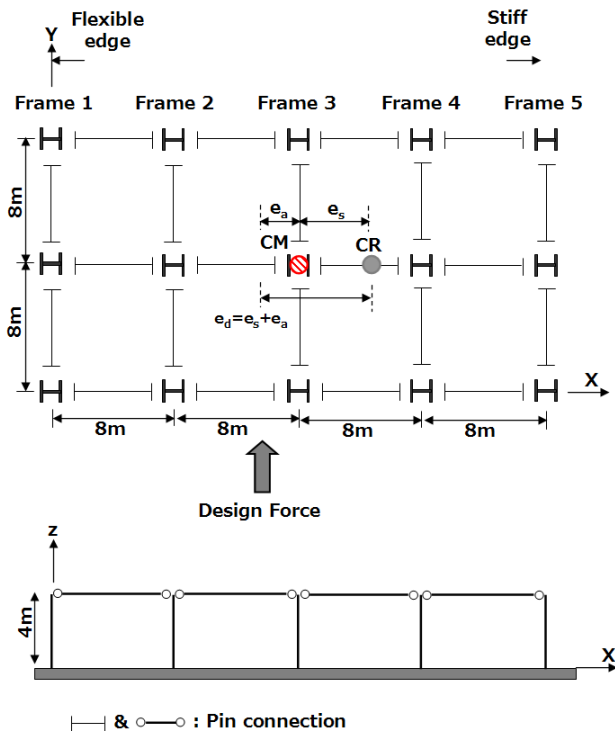 Flexible edge
Stiff edge
Y
Frame 1 Frame 2 Frame 3 Frame 4 Frame 5
8m
ea es
CM CR
ed=es+ea
8m
X
8m 8m 8m 8m
Design Force
z
4m
X
& : Pin connection